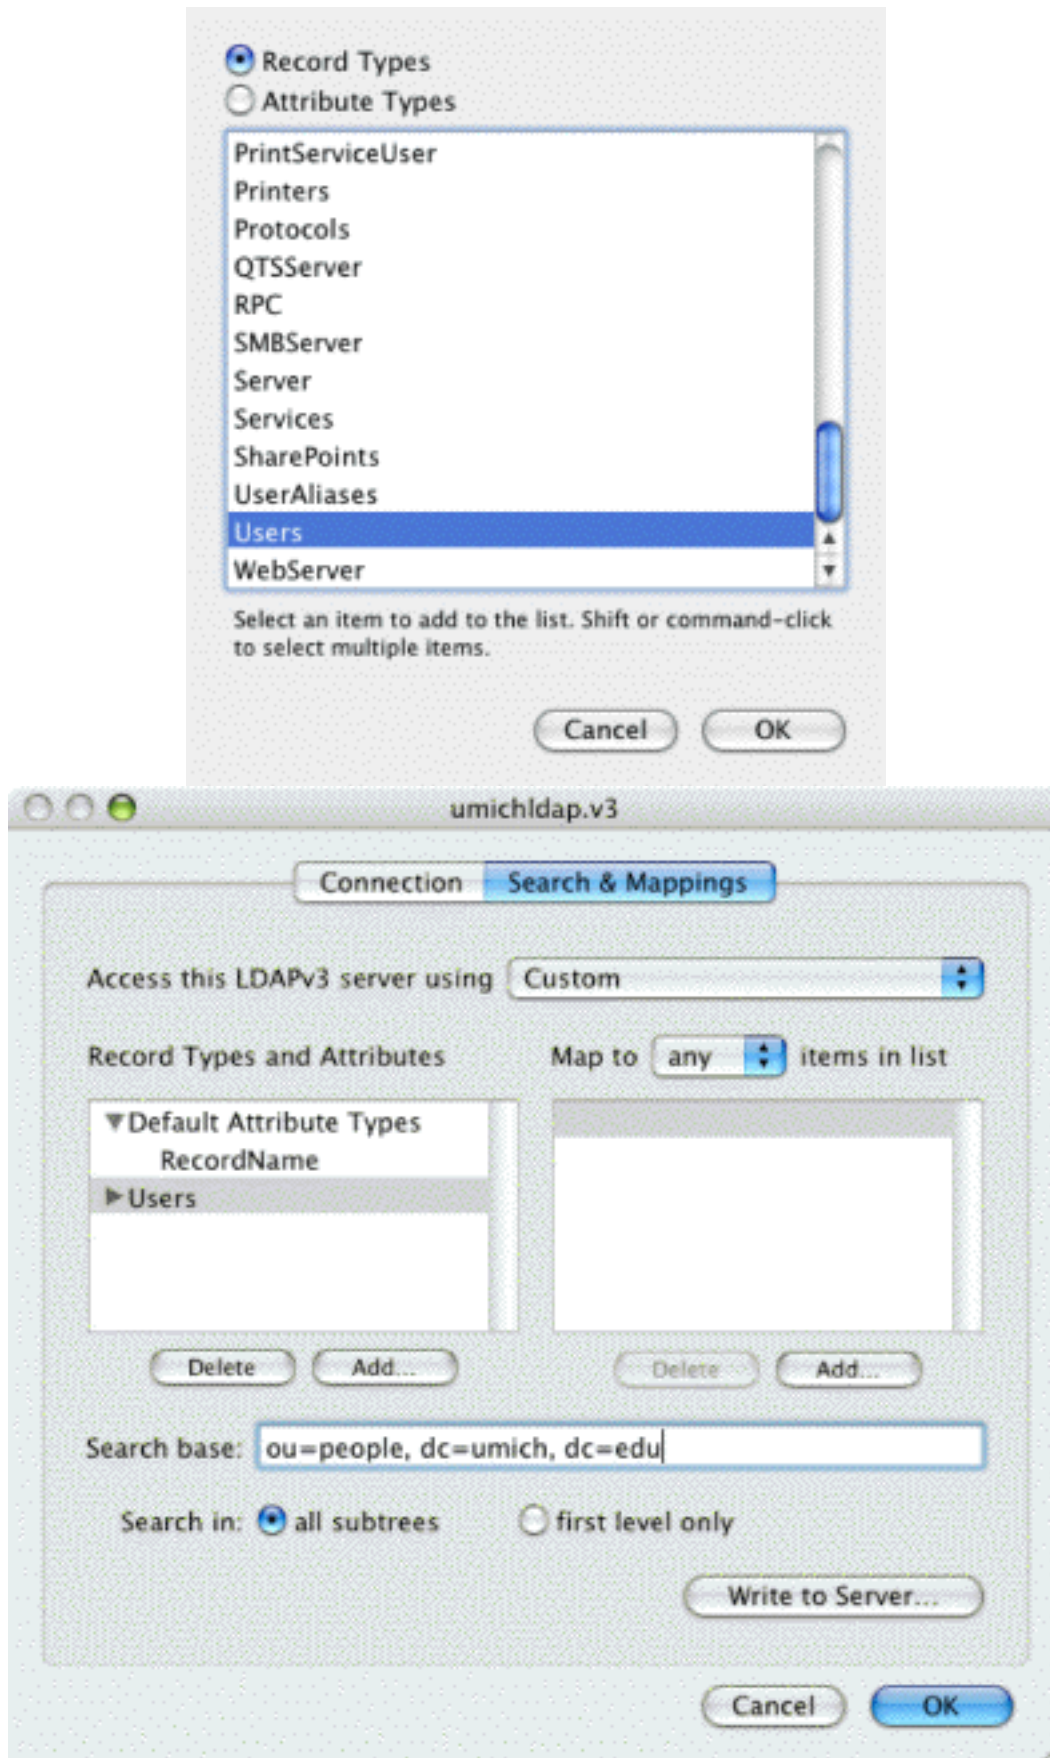 Record Types
Attribute Types
PrintServiceUser
Printers
Protocols
QTSServer
RPC
SMBServer
Server
Services
SharePoints
UserAliases
Users
WebServer
Select an item to add to the list. Shift or command-click
to select multiple items.
Cancel OK
umichldap.v3
Connection Search & Mappings
Access this LDAPv3 server using Custom
Record Types and Attributes Map to any items in list
Default Attribute Types
RecordName
Users
Delete Add... Delete Add...
Search base: ou=people, dc=umich, dc=edu
Search in: all subtrees first level only
Write to Server...
Cancel OK